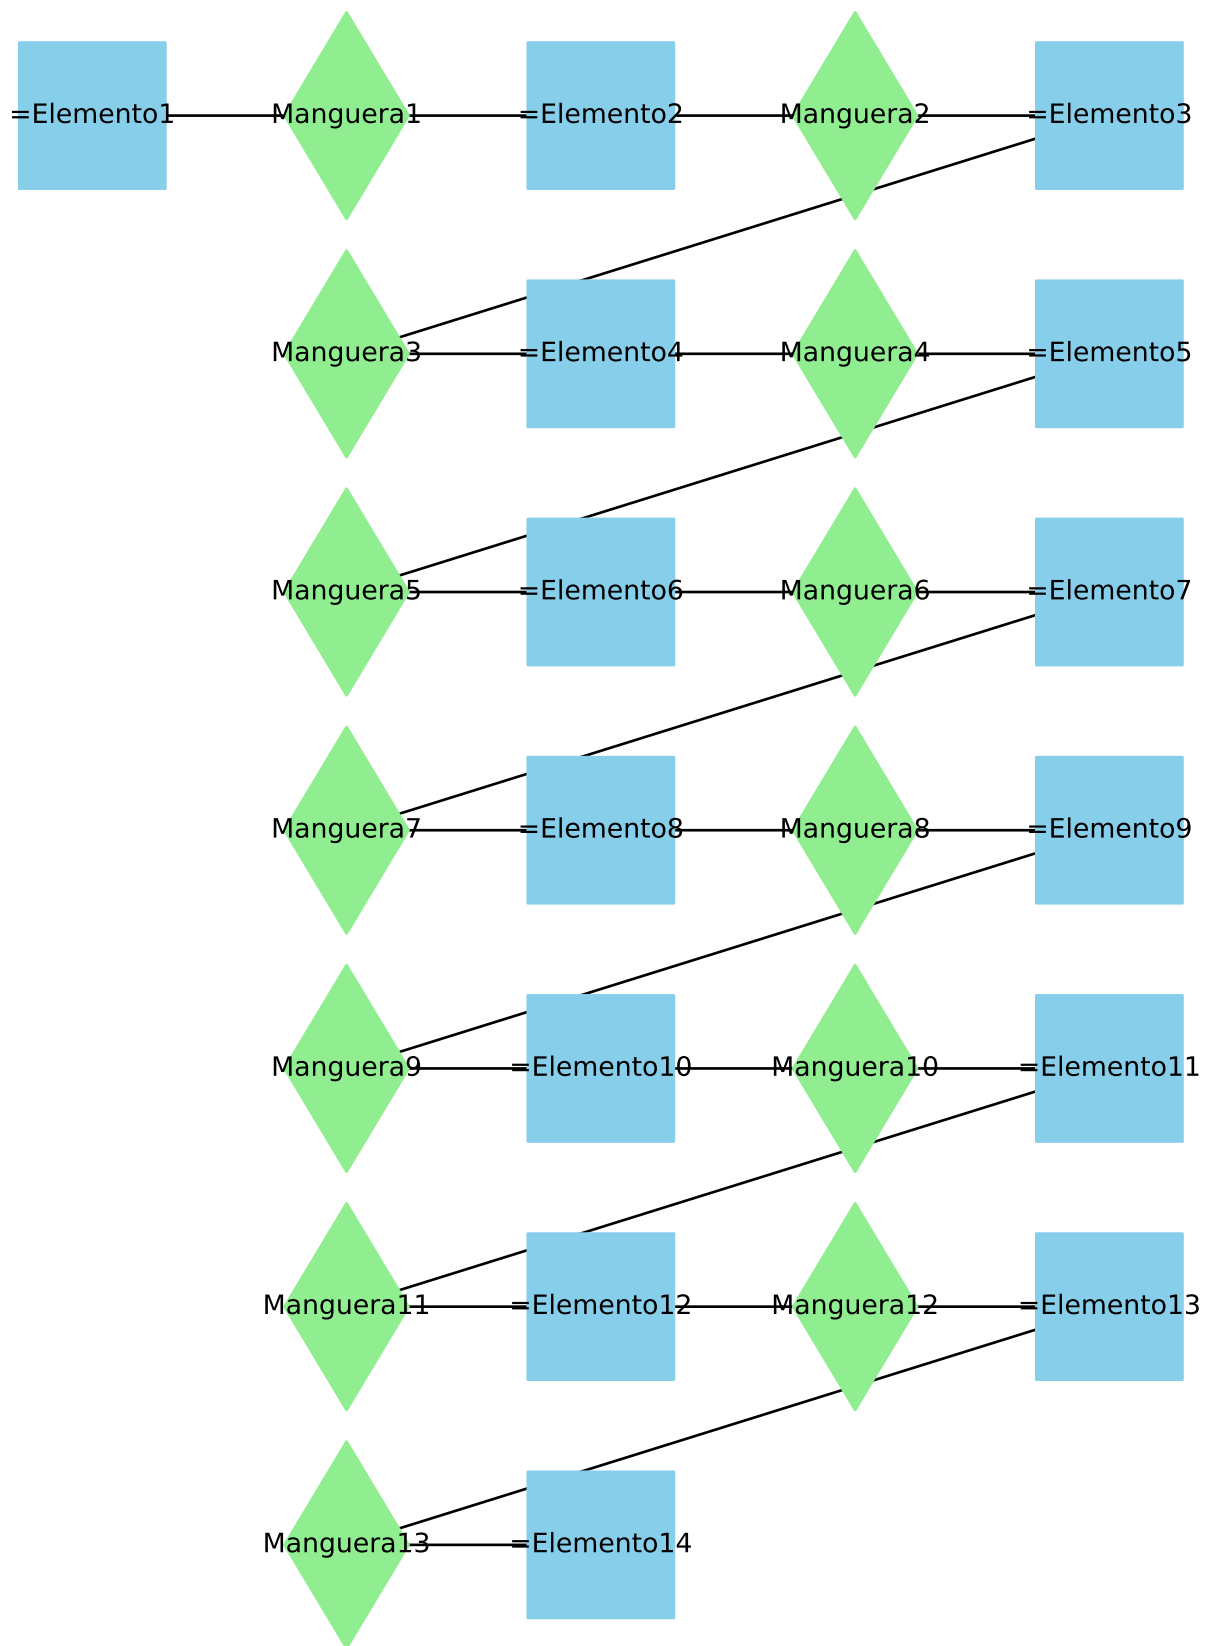 =Elemento1 Manguera1 =Elemento2 Manguera2 =Elemento3
Manguera3 =Elemento4 Manguera4 =Elemento5
Manguera5 =Elemento6 Manguera6 =Elemento7
Manguera7 =Elemento8 Manguera8 =Elemento9
Manguera9 =Elemento10 Manguera10 =Elemento11
Manguera11 =Elemento12 Manguera12 =Elemento13
Manguera13 =Elemento14